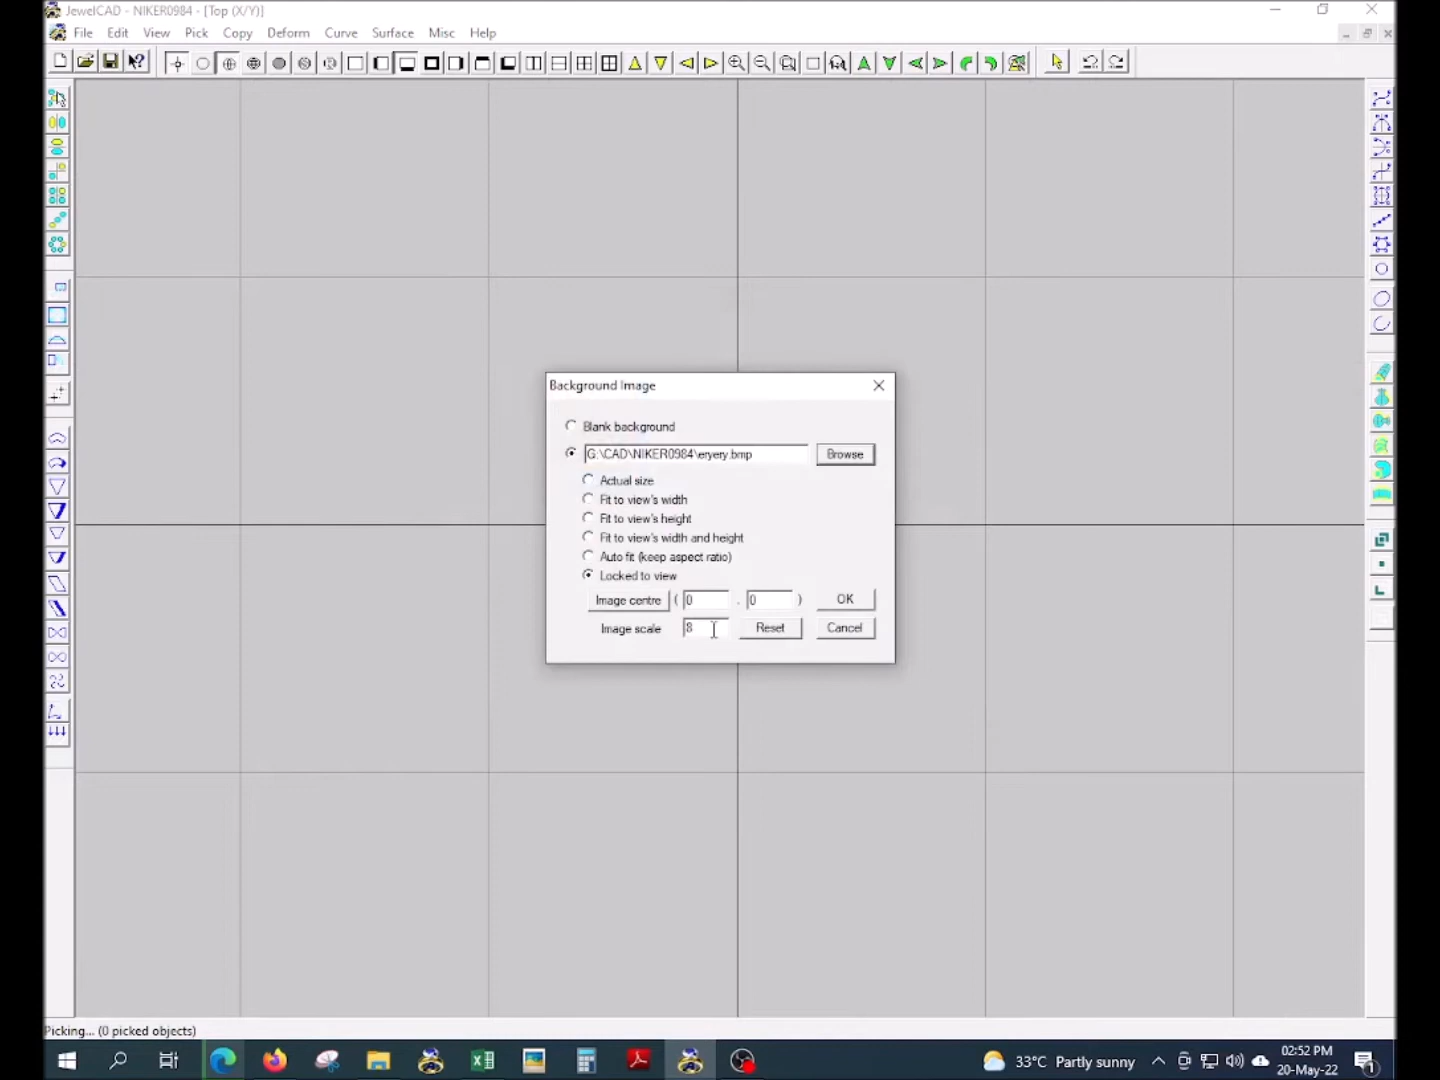 JewelCAD - NIKER0984 - [Top (X/Y)]
File Edit View Pick Copy Deform Curve Surface Misc Help
Background Image
Blank background
G:\CAD\NIKER0984\eryery.bmp Browse
Actual size
Fit to view's width
Fit to view's height
Fit to view's width and height
Auto fit (keep aspect ratio)
Locked to view
Image centre ( 0 . 0 ) OK
Image scale 8 Reset Cancel
Picking... (0 picked objects)
33°C Partly sunny
02:52 PM
20-May-22
1